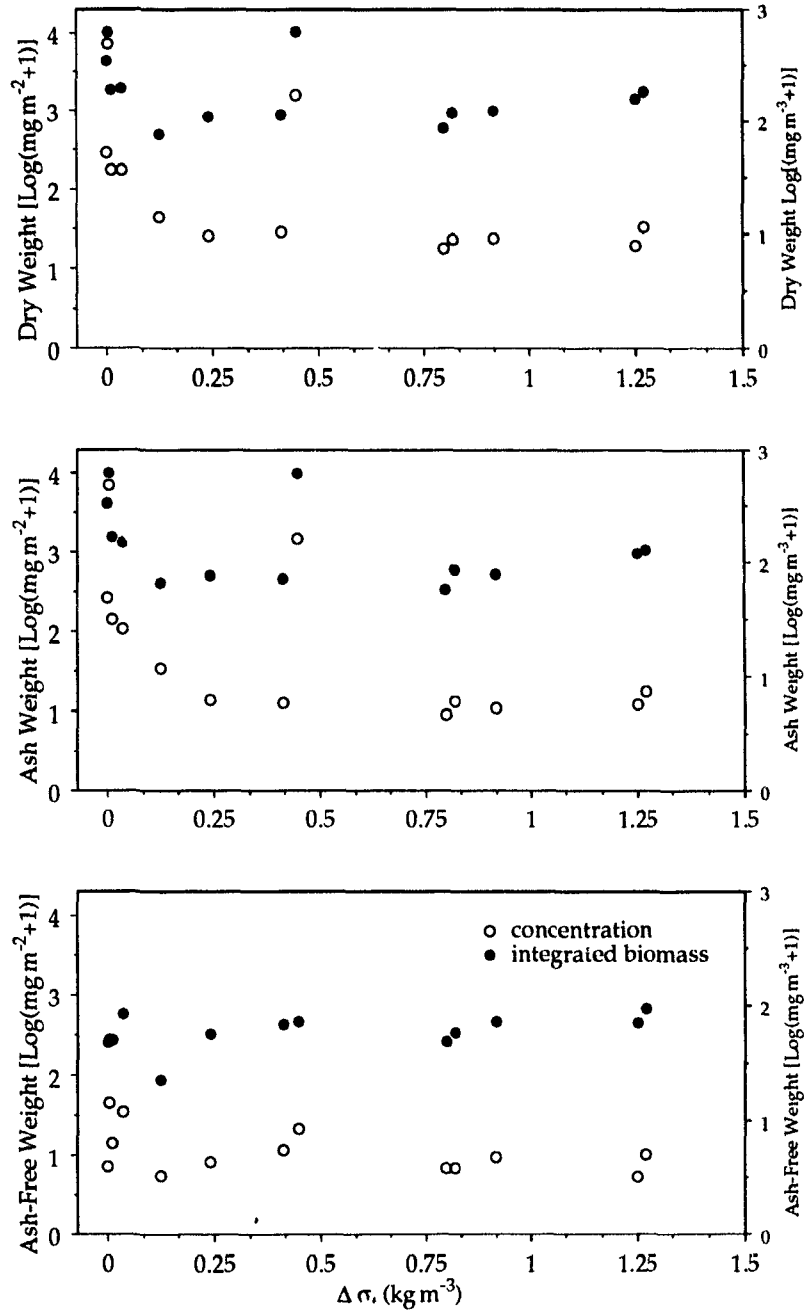 Dry Weight [Log(mg m⁻²+1)]
4
3
2
1
0
3
2
1
0
Dry Weight Log[(mg m⁻³+1)]
0 0.25 0.5 0.75 1 1.25 1.5
Ash Weight [Log(mg m⁻²+1)]
4
3
2
1
0
3
2
1
0
Ash Weight [Log(mg m⁻³+1)]
0 0.25 0.5 0.75 1 1.25 1.5
Ash-Free Weight [Log(mg m⁻²+1)]
4
3
2
1
0
○ concentration
● integrated biomass
3
2
1
0
Ash-Free Weight [Log(mg m⁻³+1)]
0 0.25 0.5 0.75 1 1.25 1.5
Δ σ, (kg m⁻³)